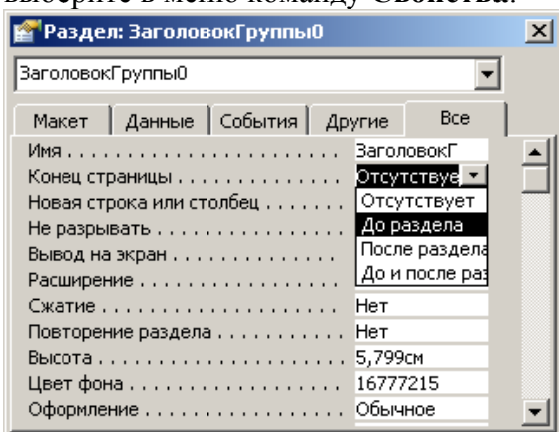 выберите в меню команду Свойства.
Раздел: ЗаголовокГруппы0
ЗаголовокГруппы0
Макет Данные События Другие Все
Имя ЗаголовокГ
Конец страницы Отсутствуе
Новая строка или столбец Отсутствует
Не разрывать До раздела
Вывод на экран После раздела
Расширение До и после раз
Сжатие Нет
Повторение раздела Нет
Высота 5,799см
Цвет фона 16777215
Оформление Обычное